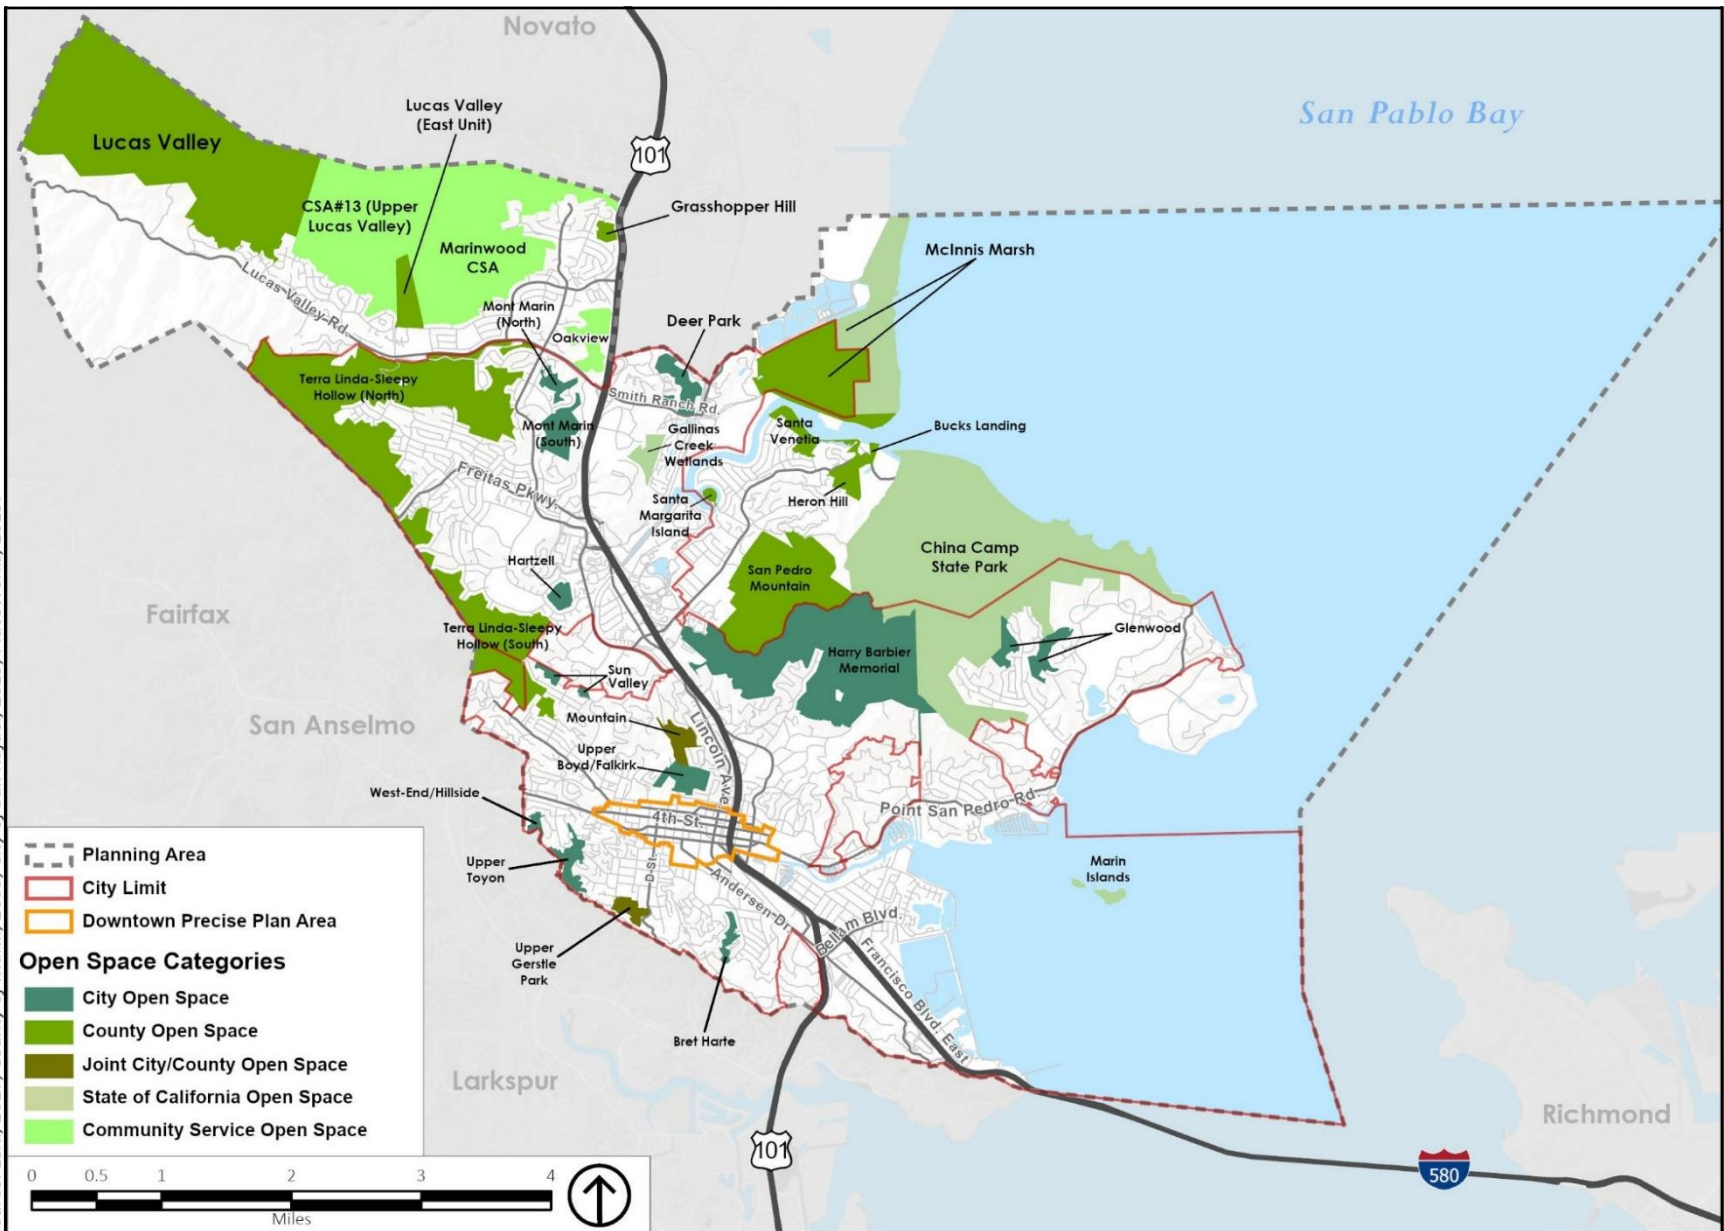 Novato
San Pablo Bay
Lucas Valley
(East Unit)
Lucas Valley
101
Grasshopper Hill
CSA#13 (Upper
Lucas Valley)
Marinwood
CSA
McInnis Marsh
Lucas Valley Rd.
Mont Marin
(North)
Deer Park
Oakview
Terra Linda-Sleepy
Hollow (North)
Smith Ranch Rd.
Mont Marin
(South)
Gallinas
Creek
Wetlands
Santa
Venetia
Bucks Landing
Freitas Pkwy.
Santa
Margarita
Island
Heron Hill
China Camp
State Park
Hartzell
San Pedro
Mountain
Fairfax
Terra Linda-Sleepy
Hollow (South)
Glenwood
Harry Barbier
Memorial
Sun
Valley
San Anselmo
Mountain
Lincoln Ave.
Upper
Boyd/Falkirk
West-End/Hillside
4th St.
Point San Pedro Rd.
Upper
Toyon
D St.
Andersen Dr.
Marin
Islands
Bellam Blvd.
Upper
Gerstle
Park
Francisco Blvd. East
Bret Harte
Larkspur
Richmond
101
580
Planning Area
City Limit
Downtown Precise Plan Area
Open Space Categories
City Open Space
County Open Space
Joint City/County Open Space
State of California Open Space
Community Service Open Space
0 0.5 1 2 3 4
Miles